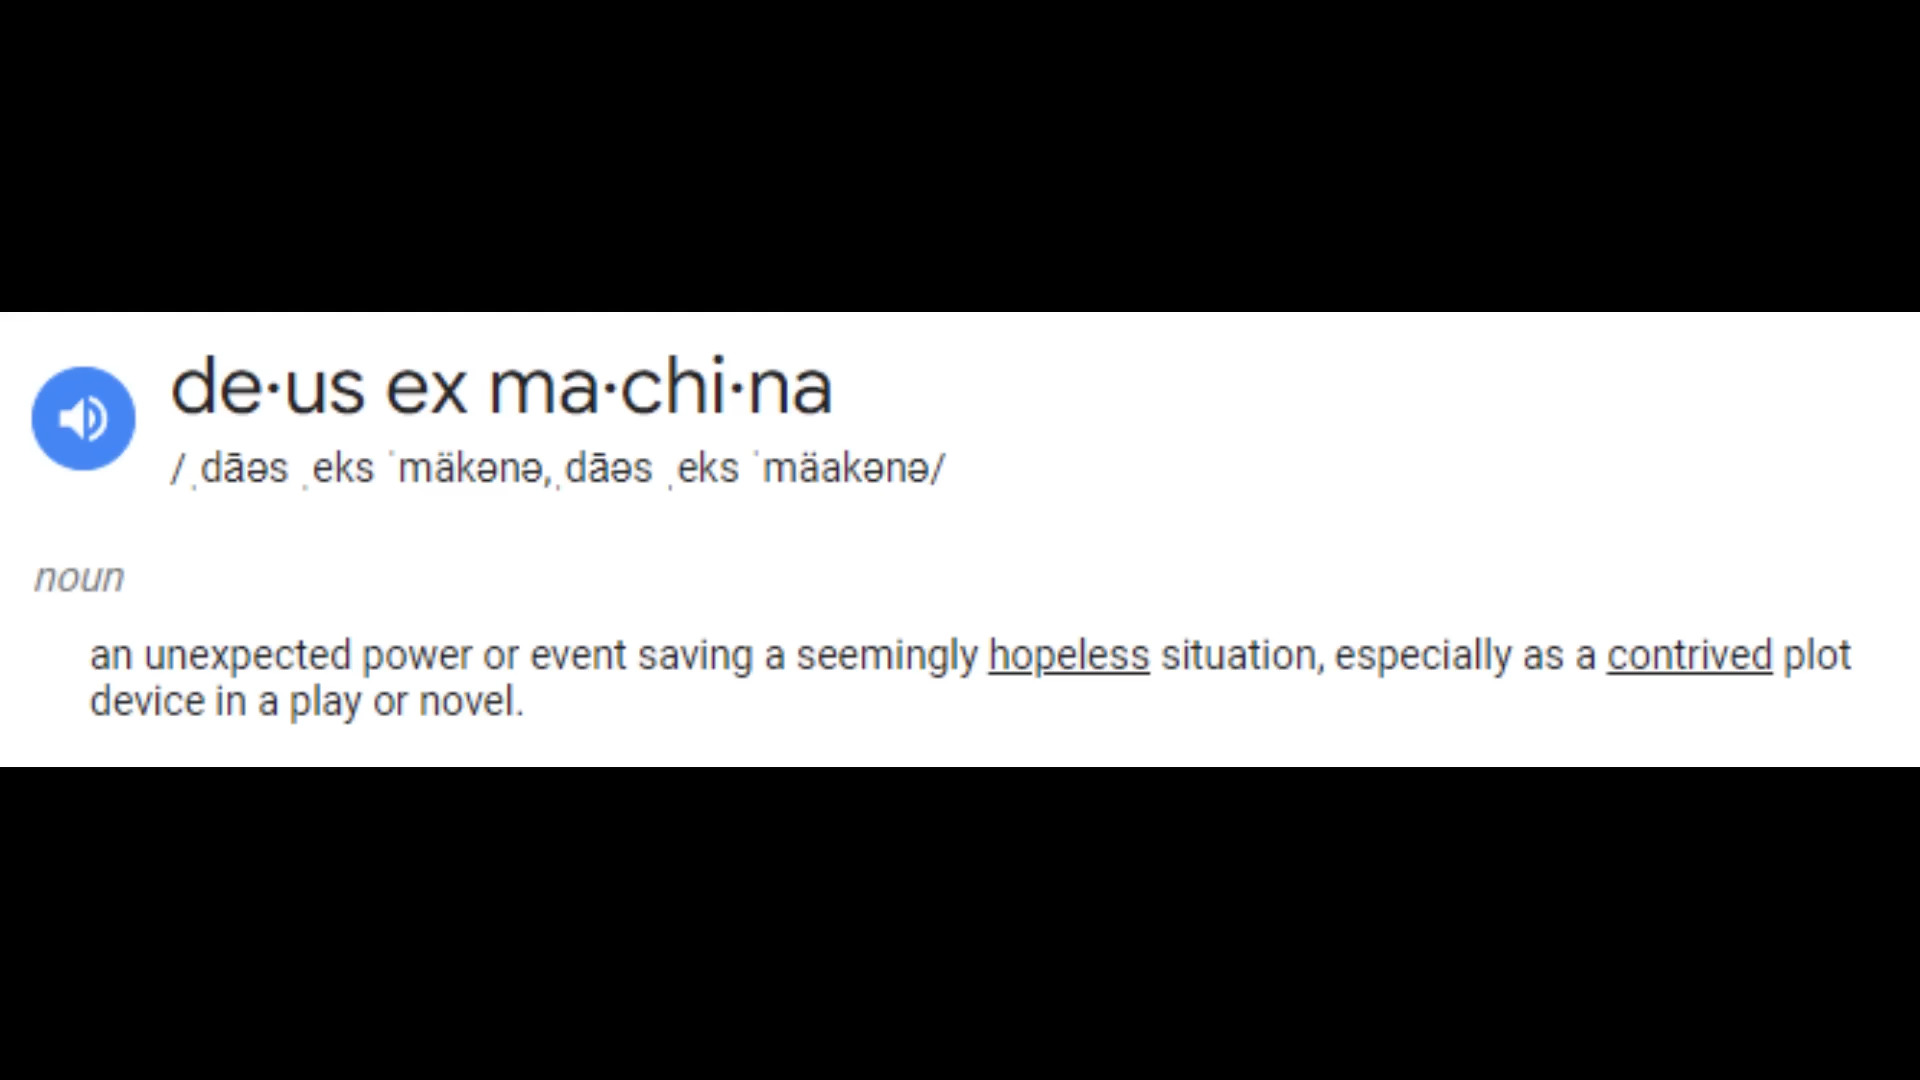 de·us ex ma·chi·na
/ˌdāəs ˌeks ˈmäkənə,ˌdāəs ˌeks ˈmäakənə/
noun
an unexpected power or event saving a seemingly hopeless situation, especially as a contrived plot
device in a play or novel.